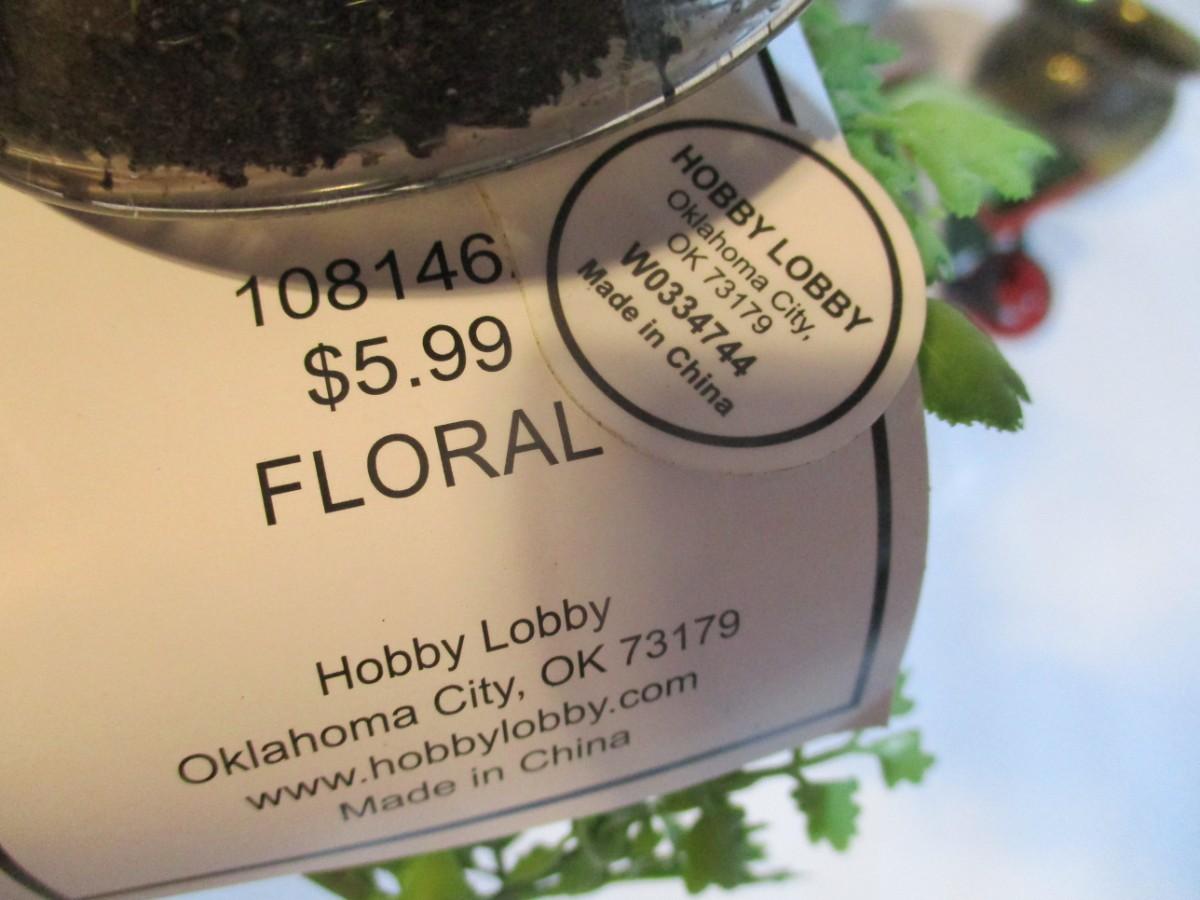 108146
$5.99
FLORAL
Hobby Lobby
Oklahoma City, OK 73179
www.hobbylobby.com
Made in China
HOBBY LOBBY
Oklahoma City,
OK 73179
W0334744
Made in China